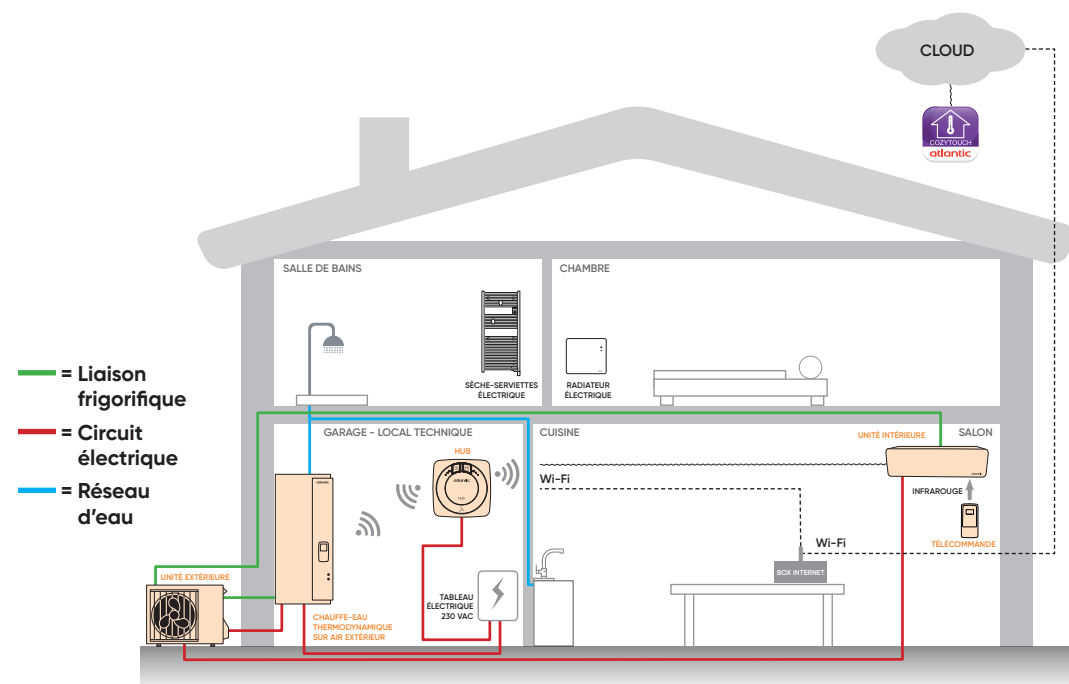 CLOUD
COZYTOUCH
atlantic
SALLE DE BAINS
CHAMBRE
SÈCHE-SERVIETTES
ÉLECTRIQUE
RADIATEUR
ÉLECTRIQUE
= Liaison
frigorifique
= Circuit
électrique
= Réseau
d'eau
GARAGE - LOCAL TECHNIQUE
HUB
atlantic
HUB
CUISINE
UNITÉ INTÉRIEURE
SALON
Wi-Fi
INFRAROUGE
TÉLÉCOMMANDE
Wi-Fi
BOX INTERNET
atlantic
UNITÉ EXTÉRIEURE
CHAUFFE-EAU
THERMODYNAMIQUE
SUR AIR EXTÉRIEUR
TABLEAU
ÉLECTRIQUE
230 VAC